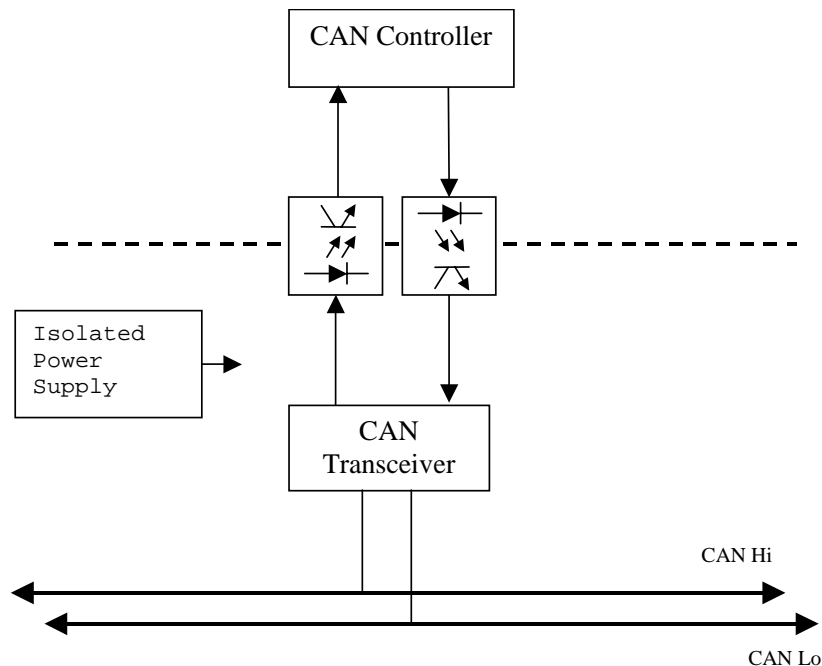 CAN Controller
Isolated
Power
Supply
CAN
Transceiver
CAN Hi
CAN Lo